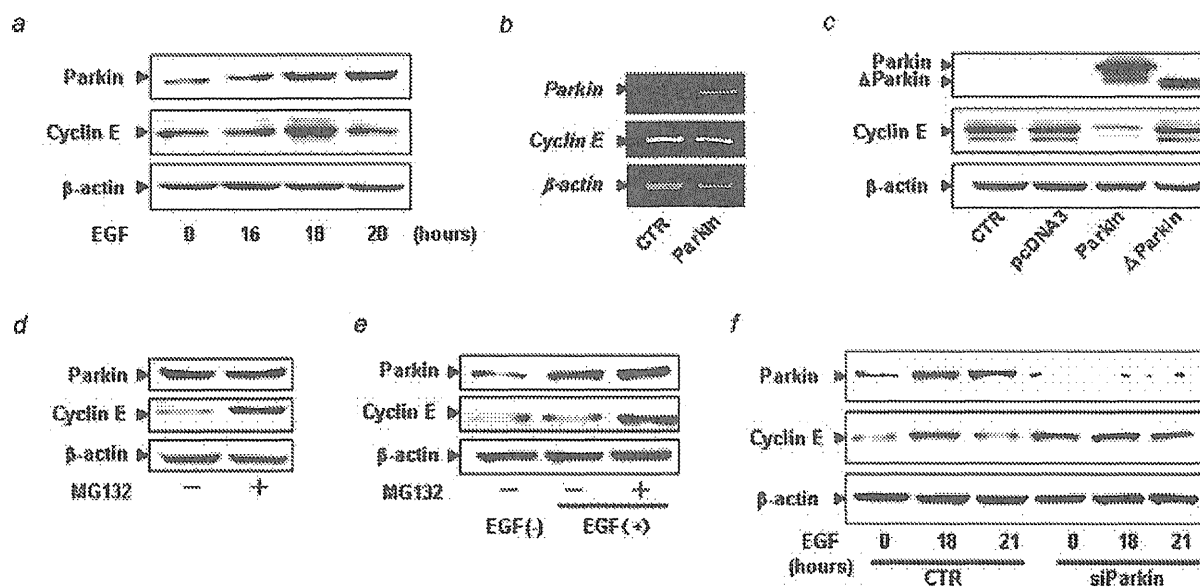 a
Parkin
Cyclin E
β-actin
EGF 0 16 18 20 (hours)
b
Parkin
Cyclin E
β-actin
CTR Parkin
c
Parkin
ΔParkin
Cyclin E
β-actin
CTR pcDNA3 Parkin ΔParkin
d
Parkin
Cyclin E
β-actin
MG132 − +
e
Parkin
Cyclin E
β-actin
MG132 − − +
EGF(-) EGF(+)
f
Parkin
Cyclin E
β-actin
EGF 0 18 21 0 18 21
(hours) CTR siParkin